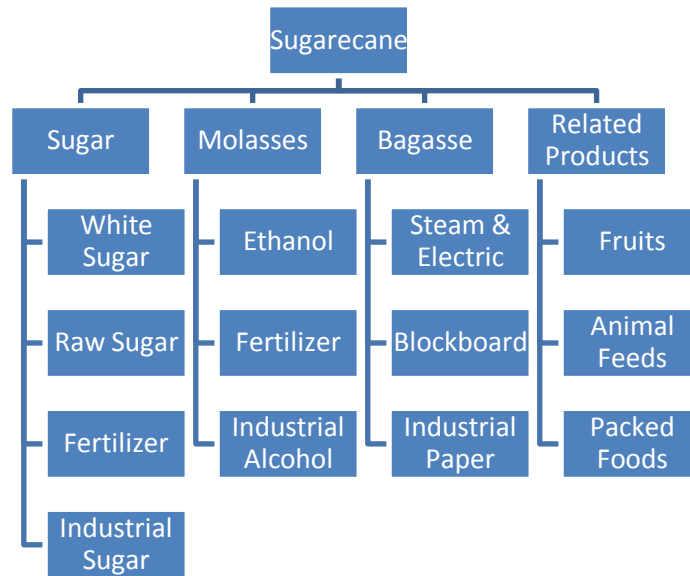 Sugarecane
Sugar
Molasses
Bagasse
Related
Products
White
Sugar
Raw Sugar
Fertilizer
Industrial
Sugar
Ethanol
Fertilizer
Industrial
Alcohol
Steam &
Electric
Blockboard
Industrial
Paper
Fruits
Animal
Feeds
Packed
Foods